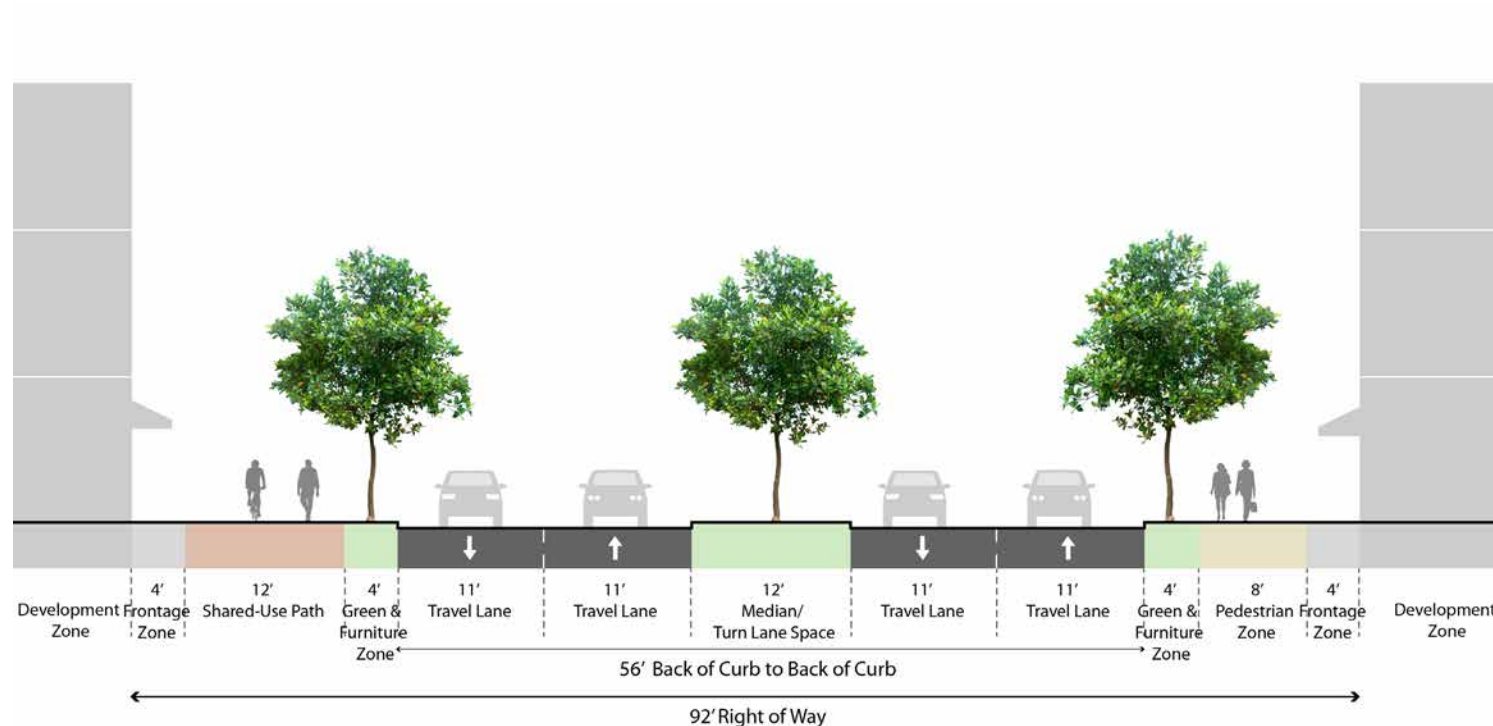 Development
Zone
4'
Frontage
Zone
12'
Shared-Use Path
4'
Green &
Furniture
Zone
11'
Travel Lane
11'
Travel Lane
12'
Median/
Turn Lane Space
11'
Travel Lane
11'
Travel Lane
4'
Green &
Furniture
Zone
8'
Pedestrian
Zone
4'
Frontage
Zone
Development
Zone
56' Back of Curb to Back of Curb
92' Right of Way